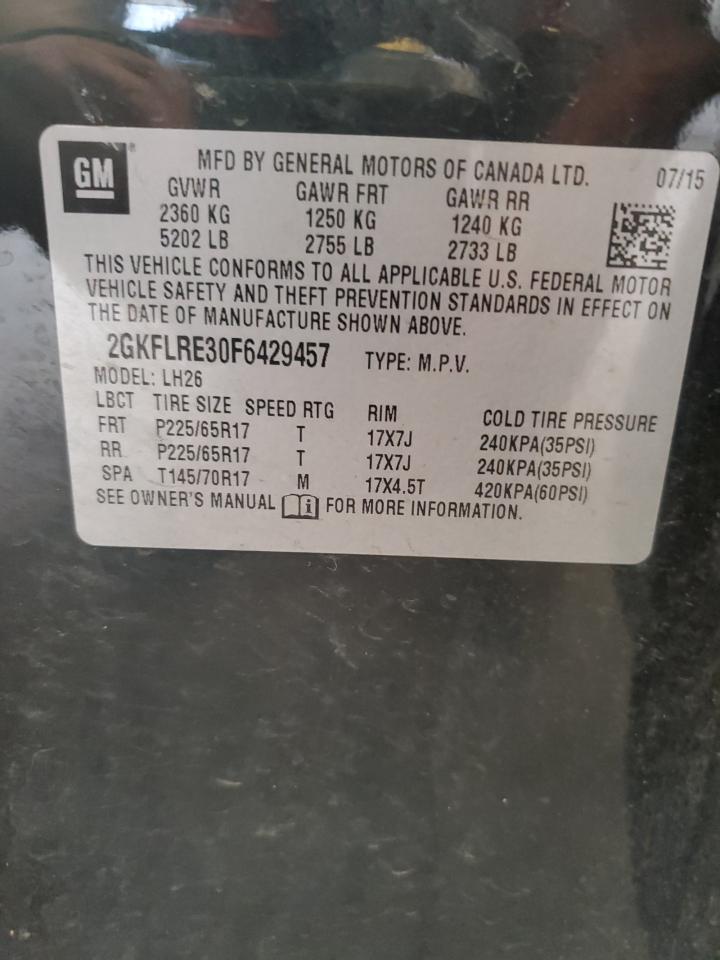 GM ® MFD BY GENERAL MOTORS OF CANADA LTD. 07/15
GVWR GAWR FRT GAWR RR
2360 KG 1250 KG 1240 KG
5202 LB 2755 LB 2733 LB
THIS VEHICLE CONFORMS TO ALL APPLICABLE U.S. FEDERAL MOTOR
VEHICLE SAFETY AND THEFT PREVENTION STANDARDS IN EFFECT ON
THE DATE OF MANUFACTURE SHOWN ABOVE.
2GKFLRE30F6429457 TYPE: M.P.V.
MODEL: LH26
LBCT TIRE SIZE SPEED RTG RIM COLD TIRE PRESSURE
FRT P225/65R17 T 17X7J 240KPA(35PSI)
RR P225/65R17 T 17X7J 240KPA(35PSI)
SPA T145/70R17 M 17X4.5T 420KPA(60PSI)
SEE OWNER'S MANUAL i FOR MORE INFORMATION.